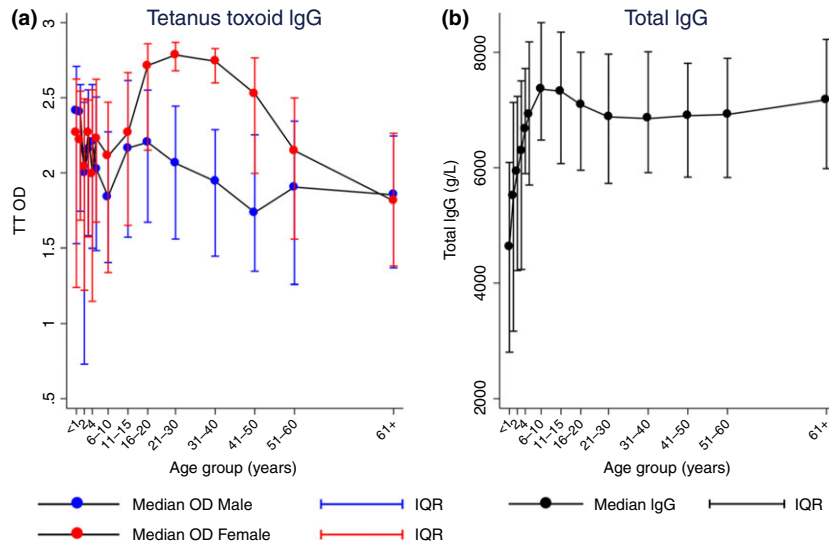 (a) Tetanus toxoid IgG
TT OD
3
2.5
2
1.5
1
.5
<1
2
4
6–10
11–15
16–20
21–30
31–40
41–50
51–60
61+
Age group (years)
Median OD Male
IQR
Median OD Female
IQR
(b) Total IgG
Total IgG (g/L)
8000
6000
4000
2000
<1
2
4
6–10
11–15
16–20
21–30
31–40
41–50
51–60
61+
Age group (years)
Median IgG
IQR